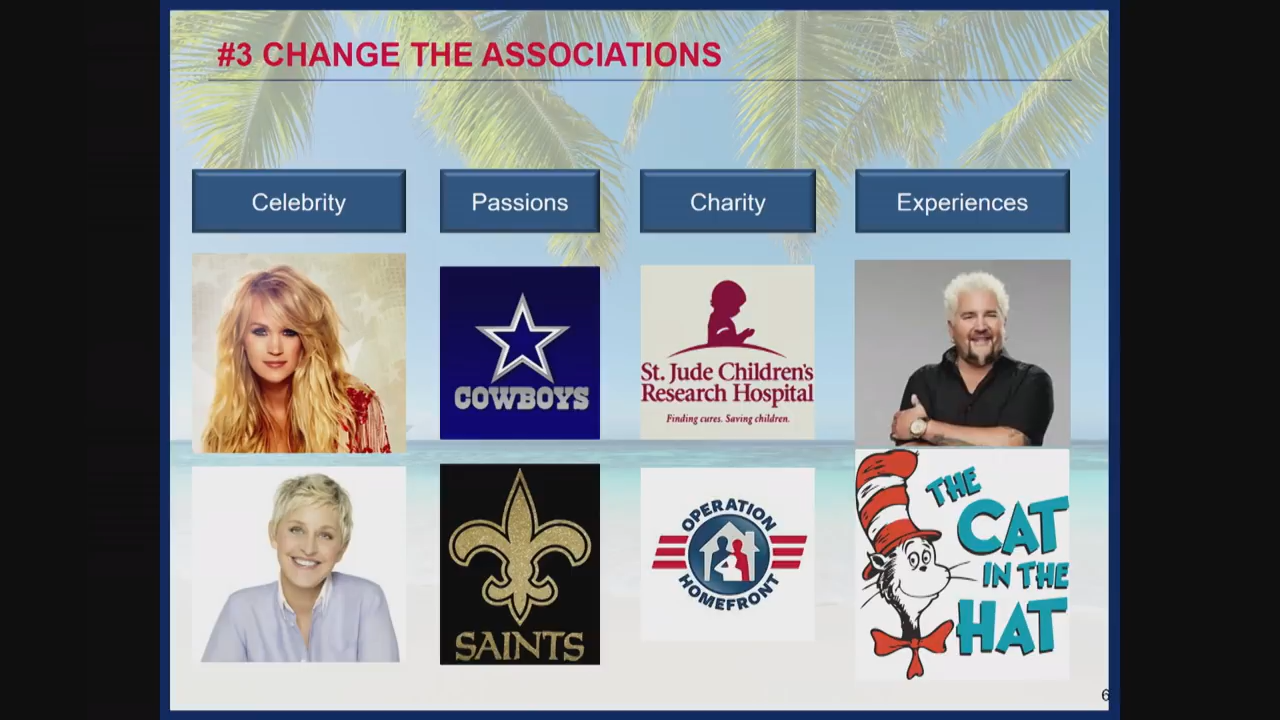 #3 CHANGE THE ASSOCIATIONS
Celebrity
Passions
Charity
Experiences
COWBOYS
St. Jude Children's
Research Hospital
Finding cures. Saving children.
SAINTS
OPERATION
HOMEFRONT
THE
CAT
IN THE
HAT
6